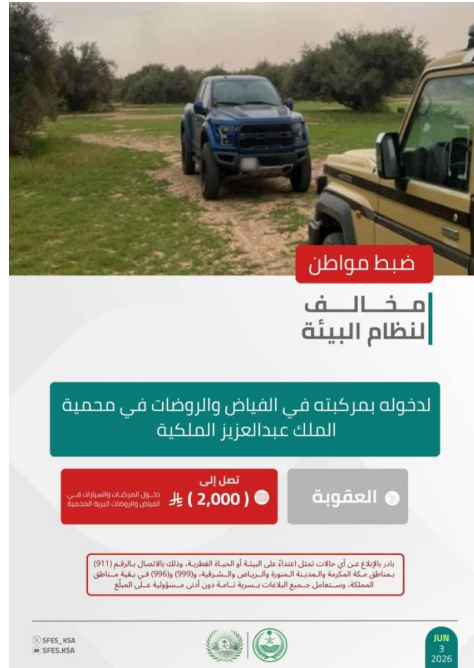 ضبط مواطن
مخالف
لنظام البيئة
لدخوله بمركبته في الفياض والروضات في محمية
الملك عبدالعزيز الملكية
العقوبة
تصل إلى
(2,000)
دخول المركبات والسيارات في
الفياض والروضات البرية المحمية
بادر بالإبلاغ عن أي حالات تمثل اعتداءً على البيئة أو الحياة الفطرية، وذلك بالاتصال بالرقم (911)
بمناطق مكة المكرمة والمدينة المنورة والرياض والشرقية، و(999) و(996) في بقية مناطق
المملكة، وستعامل جميع البلاغات بسرية تامة دون أدنى مسؤولية على المبلّغ
SFES_KSA
SFES.KSA
JUN
3
2026